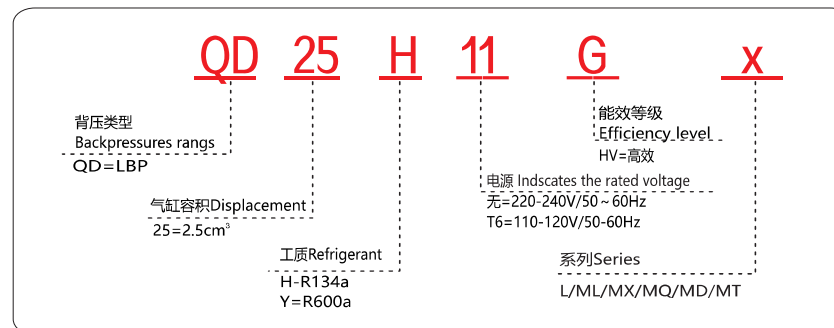 QD 25 H 11 G x
背压类型
Backpressures rangs
QD=LBP
气缸容积Displacement
25=2.5cm³
工质Refrigerant
H-R134a
Y=R600a
能效等级
Efficiency level
HV=高效
电源 Indscates the rated voltage
无=220-240V/50～60Hz
T6=110-120V/50-60Hz
系列Series
L/ML/MX/MQ/MD/MT